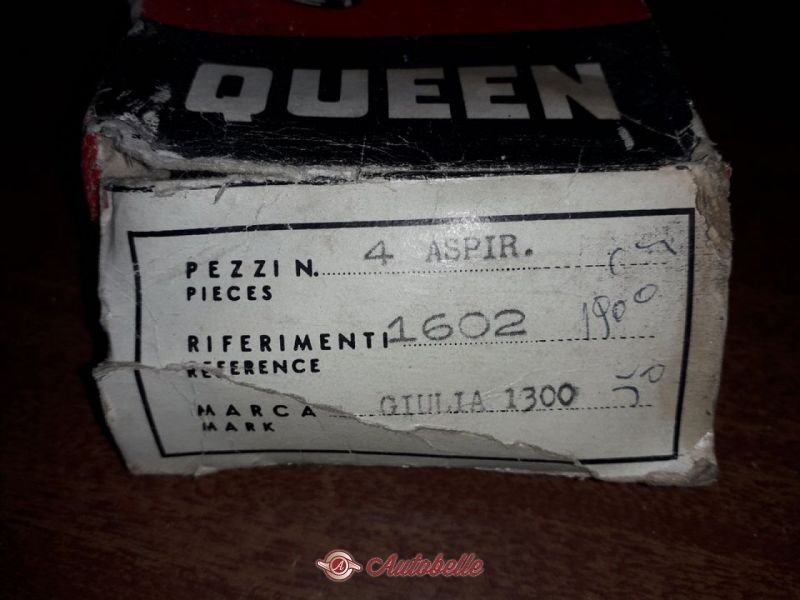 QUEEN
PEZZI N. 4 ASPIR.
PIECES
RIFERIMENTI 1602 1900
REFERENCE
MARCA GIULIA 1300
MARK
Autobelle